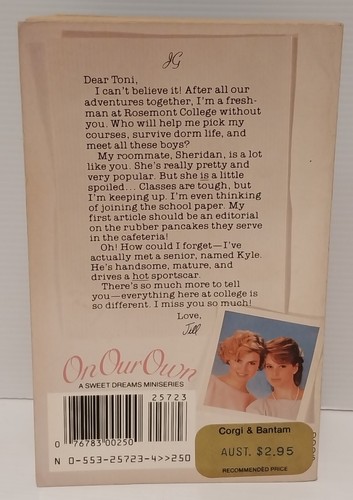 JG
Dear Toni,
I can't believe it! After all our
adventures together, I'm a fresh-
man at Rosemont College without
you. Who will help me pick my
courses, survive dorm life, and
meet all these boys?
My roommate, Sheridan, is a lot
like you. She's really pretty and
very popular. But she is a little
spoiled... Classes are tough, but
I'm keeping up. I'm even thinking
of joining the school paper. My
first article should be an editorial
on the rubber pancakes they serve
in the cafeteria!
Oh! How could I forget—I've
actually met a senior, named Kyle.
He's handsome, mature, and
drives a hot sportscar.
There's so much more to tell
you—everything here at college is
so different. I miss you so much!
Love,
Jill
On Our Own
A SWEET DREAMS MINISERIES
25723
0 76783 00250
N 0-553-25723-4>>250
Corgi & Bantam
AUST. $2.95
RECOMMENDED PRICE